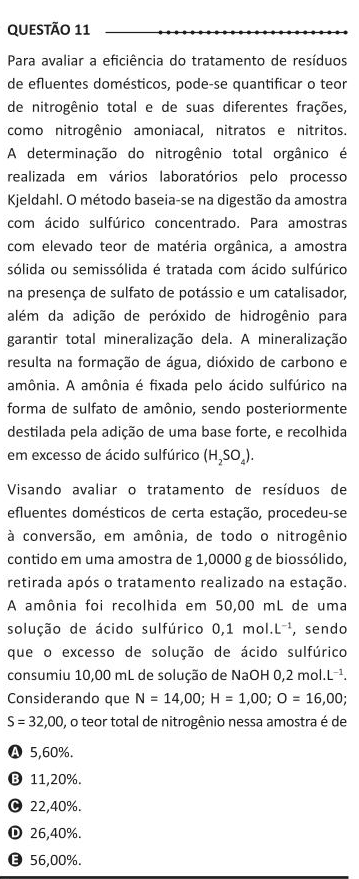 QUESTÃO 11
Para avaliar a eficiência do tratamento de resíduos
de efluentes domésticos, pode-se quantificar o teor
de nitrogênio total e de suas diferentes frações,
como nitrogênio amoniacal, nitratos e nitritos.
A determinação do nitrogênio total orgânico é
realizada em vários laboratórios pelo processo
Kjeldahl. O método baseia-se na digestão da amostra
com ácido sulfúrico concentrado. Para amostras
com elevado teor de matéria orgânica, a amostra
sólida ou semissólida é tratada com ácido sulfúrico
na presença de sulfato de potássio e um catalisador,
além da adição de peróxido de hidrogênio para
garantir total mineralização dela. A mineralização
resulta na formação de água, dióxido de carbono e
amônia. A amônia é fixada pelo ácido sulfúrico na
forma de sulfato de amônio, sendo posteriormente
destilada pela adição de uma base forte, e recolhida
em excesso de ácido sulfúrico (H₂SO₄).
Visando avaliar o tratamento de resíduos de
efluentes domésticos de certa estação, procedeu-se
à conversão, em amônia, de todo o nitrogênio
contido em uma amostra de 1,0000 g de biossólido,
retirada após o tratamento realizado na estação.
A amônia foi recolhida em 50,00 mL de uma
solução de ácido sulfúrico 0,1 mol.L⁻¹, sendo
que o excesso de solução de ácido sulfúrico
consumiu 10,00 mL de solução de NaOH 0,2 mol.L⁻¹.
Considerando que N = 14,00; H = 1,00; O = 16,00;
S = 32,00, o teor total de nitrogênio nessa amostra é de
A 5,60%.
B 11,20%.
C 22,40%.
D 26,40%.
E 56,00%.